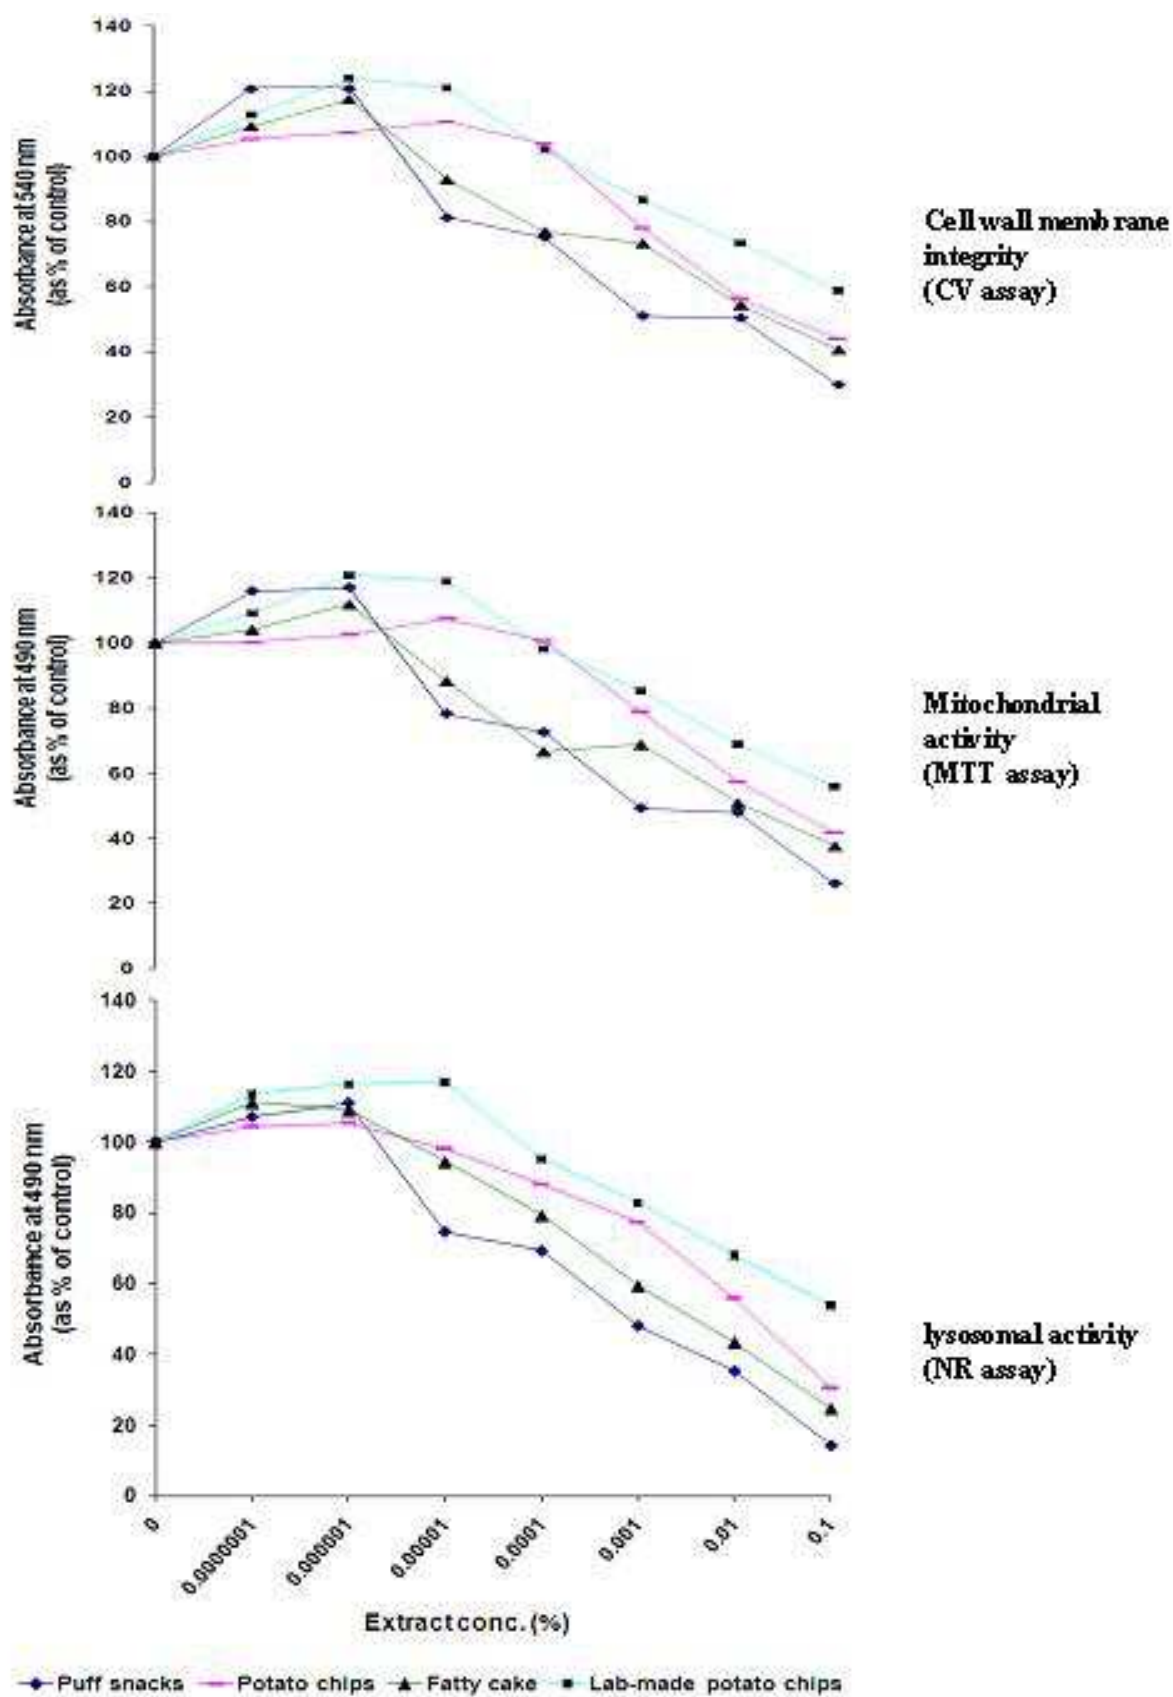 140
120
100
80
60
40
20
0
Absorbance at 540 nm
(as % of control)
Cell wall membrane
integrity
(CV assay)
140
120
100
80
60
40
20
0
Absorbance at 490 nm
(as % of control)
Mitochondrial
activity
(MTT assay)
140
120
100
80
60
40
20
0
Absorbance at 490 nm
(as % of control)
lysosomal activity
(NR assay)
0 0.0000001 0.000001 0.00001 0.0001 0.001 0.01 0.1
Extract conc. (%)
Puff snacks Potato chips Fatty cake Lab-made potato chips